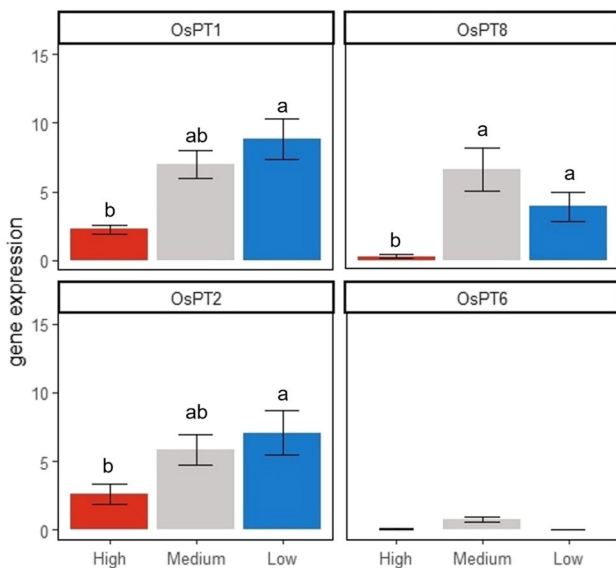 OsPT1
OsPT8
15
10
5
0
b
ab
a
b
a
a
OsPT2
OsPT6
15
10
5
0
b
ab
a
gene expression
High Medium Low
High Medium Low